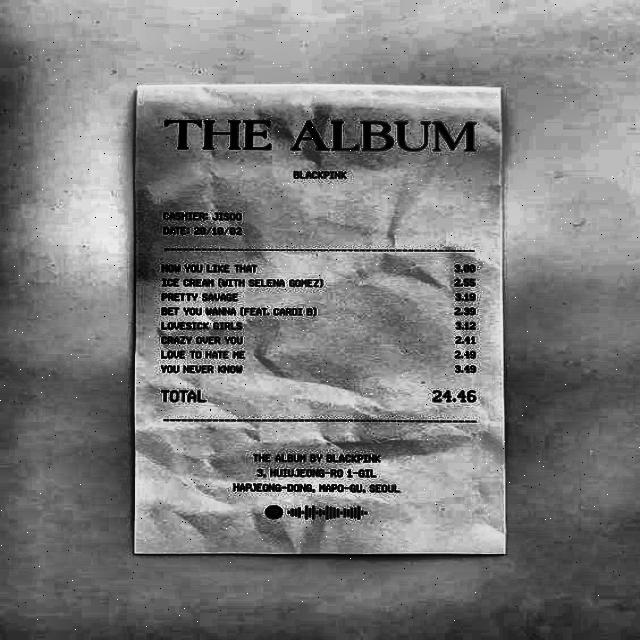 THE ALBUM
BLACKPINK
CASHIER: JISOO
DATE: 20/10/02
HOW YOU LIKE THAT 3.00
ICE CREAM (WITH SELENA GOMEZ) 2.55
PRETTY SAVAGE 3.19
BET YOU WANNA (FEAT. CARDI B) 2.39
LOVESICK GIRLS 3.12
CRAZY OVER YOU 2.41
LOVE TO HATE ME 2.49
YOU NEVER KNOW 3.49
TOTAL 24.46
THE ALBUM BY BLACKPINK
3, HUIUJEONG-RO 1-GIL
HAPJEONG-DONG, MAPO-GU, SEOUL